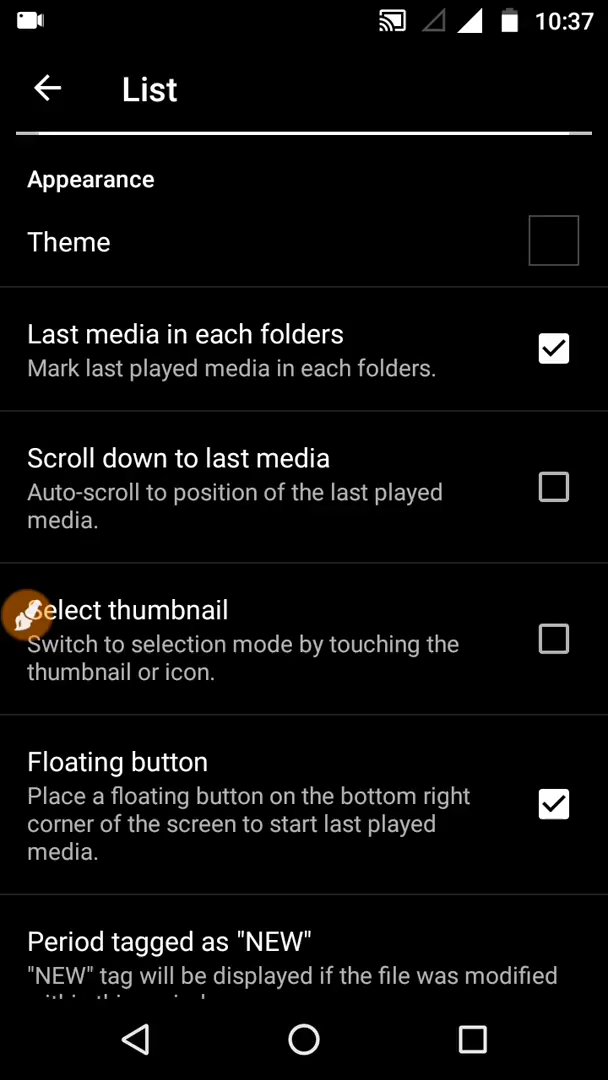 10:37
List
Appearance
Theme
Last media in each folders
Mark last played media in each folders.
Scroll down to last media
Auto-scroll to position of the last played
media.
Select thumbnail
Switch to selection mode by touching the
thumbnail or icon.
Floating button
Place a floating button on the bottom right
corner of the screen to start last played
media.
Period tagged as "NEW"
"NEW" tag will be displayed if the file was modified